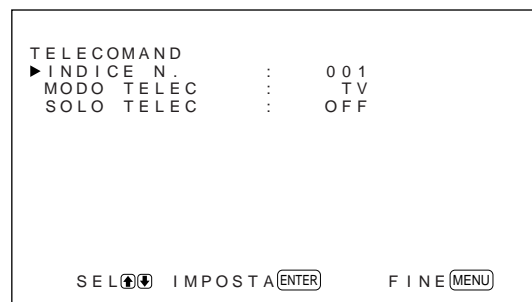 TELECOMAND
▶INDICE N. : 001
MODO TELEC : TV
SOLO TELEC : OFF
SEL↑↓ IMPOSTA ENTER FINE MENU